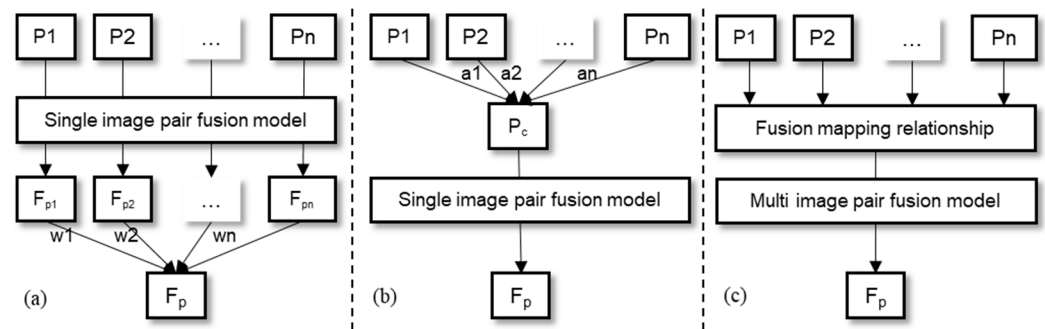 P1 P2 … Pn
Single image pair fusion model
Fp1 Fp2 … Fpn
w1 w2 wn
Fp
(a)
P1 P2 … Pn
a1 a2 an
Pc
Single image pair fusion model
Fp
(b)
P1 P2 … Pn
Fusion mapping relationship
Multi image pair fusion model
Fp
(c)